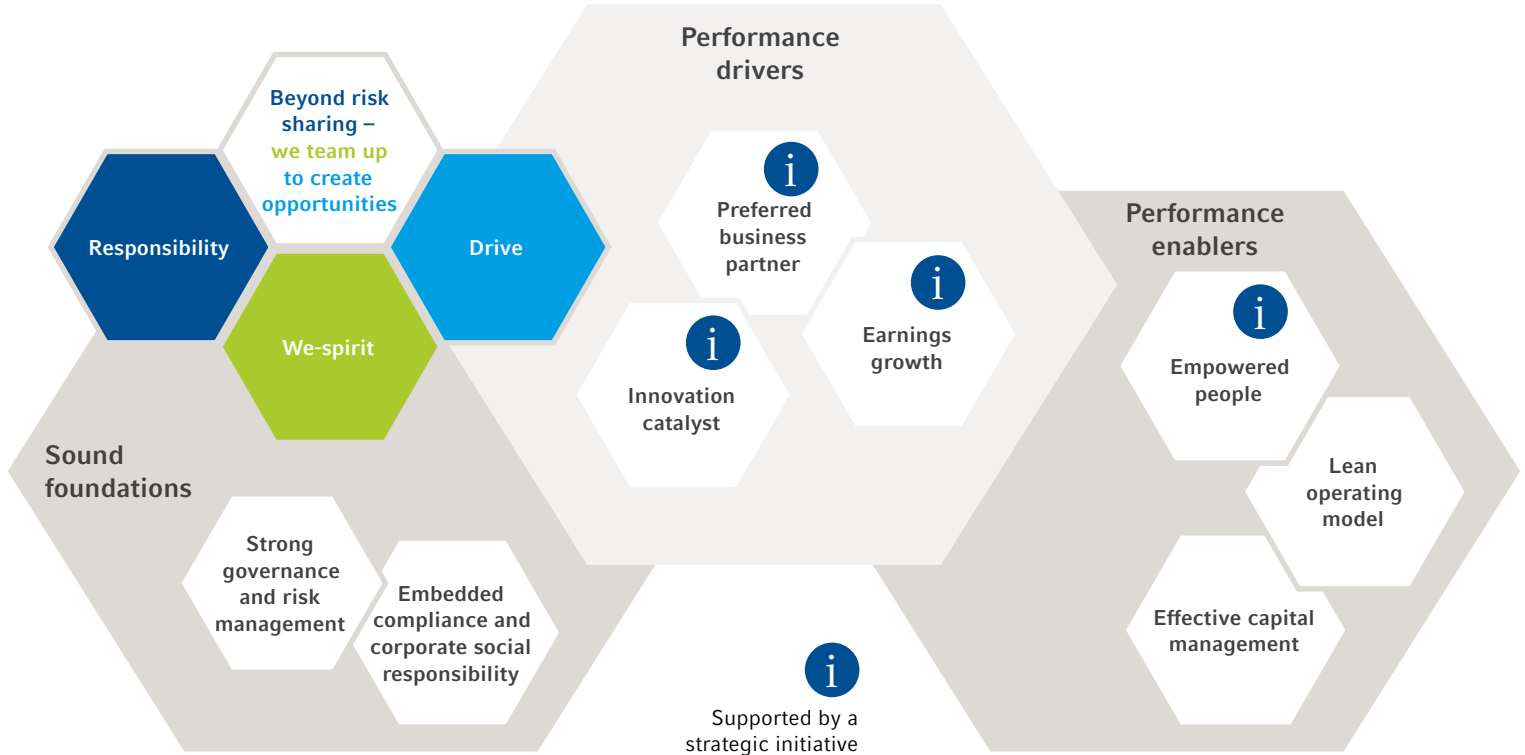 Beyond risk
sharing –
we team up
to create
opportunities
Responsibility
Drive
We-spirit
Performance
drivers
i
Preferred
business
partner
i
Earnings
growth
i
Innovation
catalyst
Performance
enablers
i
Empowered
people
Lean
operating
model
Effective capital
management
Sound
foundations
Strong
governance
and risk
management
Embedded
compliance and
corporate social
responsibility
i
Supported by a
strategic initiative